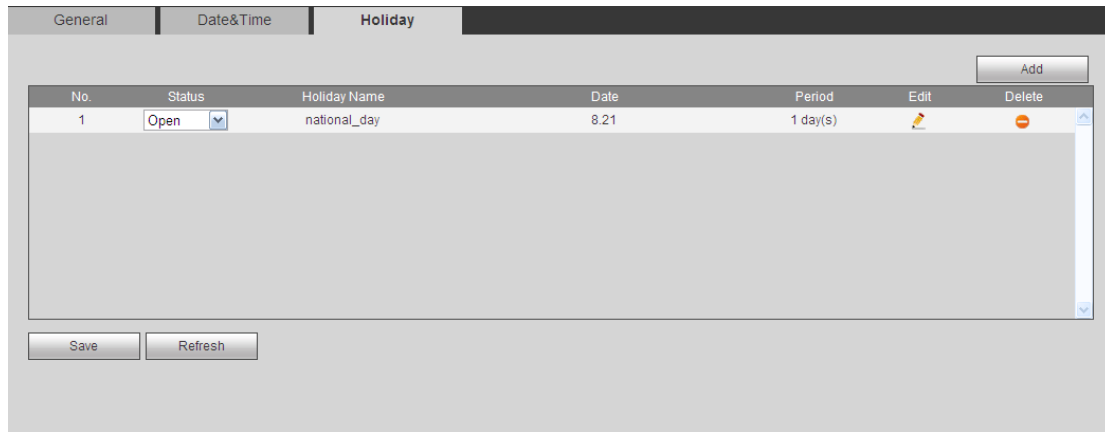 General Date&Time Holiday
Add
No. Status Holiday Name Date Period Edit Delete
1 Open national_day 8.21 1 day(s)
Save Refresh